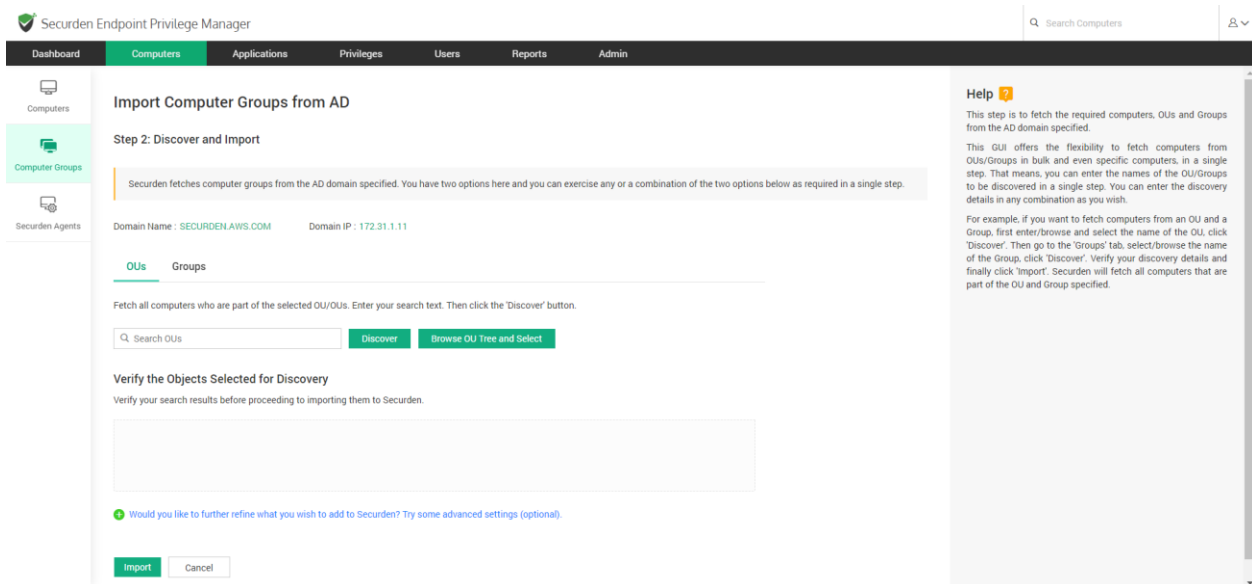 Securden Endpoint Privilege Manager
Search Computers
Dashboard
Computers
Applications
Privileges
Users
Reports
Admin
Computers
Computer Groups
Securden Agents
Import Computer Groups from AD
Step 2: Discover and Import
Securden fetches computer groups from the AD domain specified. You have two options here and you can exercise any or a combination of the two options below as required in a single step.
Domain Name : SECURDEN.AWS.COM
Domain IP : 172.31.1.11
OUs
Groups
Fetch all computers who are part of the selected OU/OUs. Enter your search text. Then click the 'Discover' button.
Search OUs
Discover
Browse OU Tree and Select
Verify the Objects Selected for Discovery
Verify your search results before proceeding to importing them to Securden.
Would you like to further refine what you wish to add to Securden? Try some advanced settings (optional).
Import
Cancel
Help ?
This step is to fetch the required computers, OUs and Groups
from the AD domain specified.
This GUI offers the flexibility to fetch computers from
OUs/Groups in bulk and even specific computers, in a single
step. That means, you can enter the names of the OU/Groups
to be discovered in a single step. You can enter the discovery
details in any combination as you wish.
For example, if you want to fetch computers from an OU and a
Group, first enter/browse and select the name of the OU, click
'Discover'. Then go to the 'Groups' tab, select/browse the name
of the Group, click 'Discover'. Verify your discovery details and
finally click 'Import'. Securden will fetch all computers that are
part of the OU and Group specified.